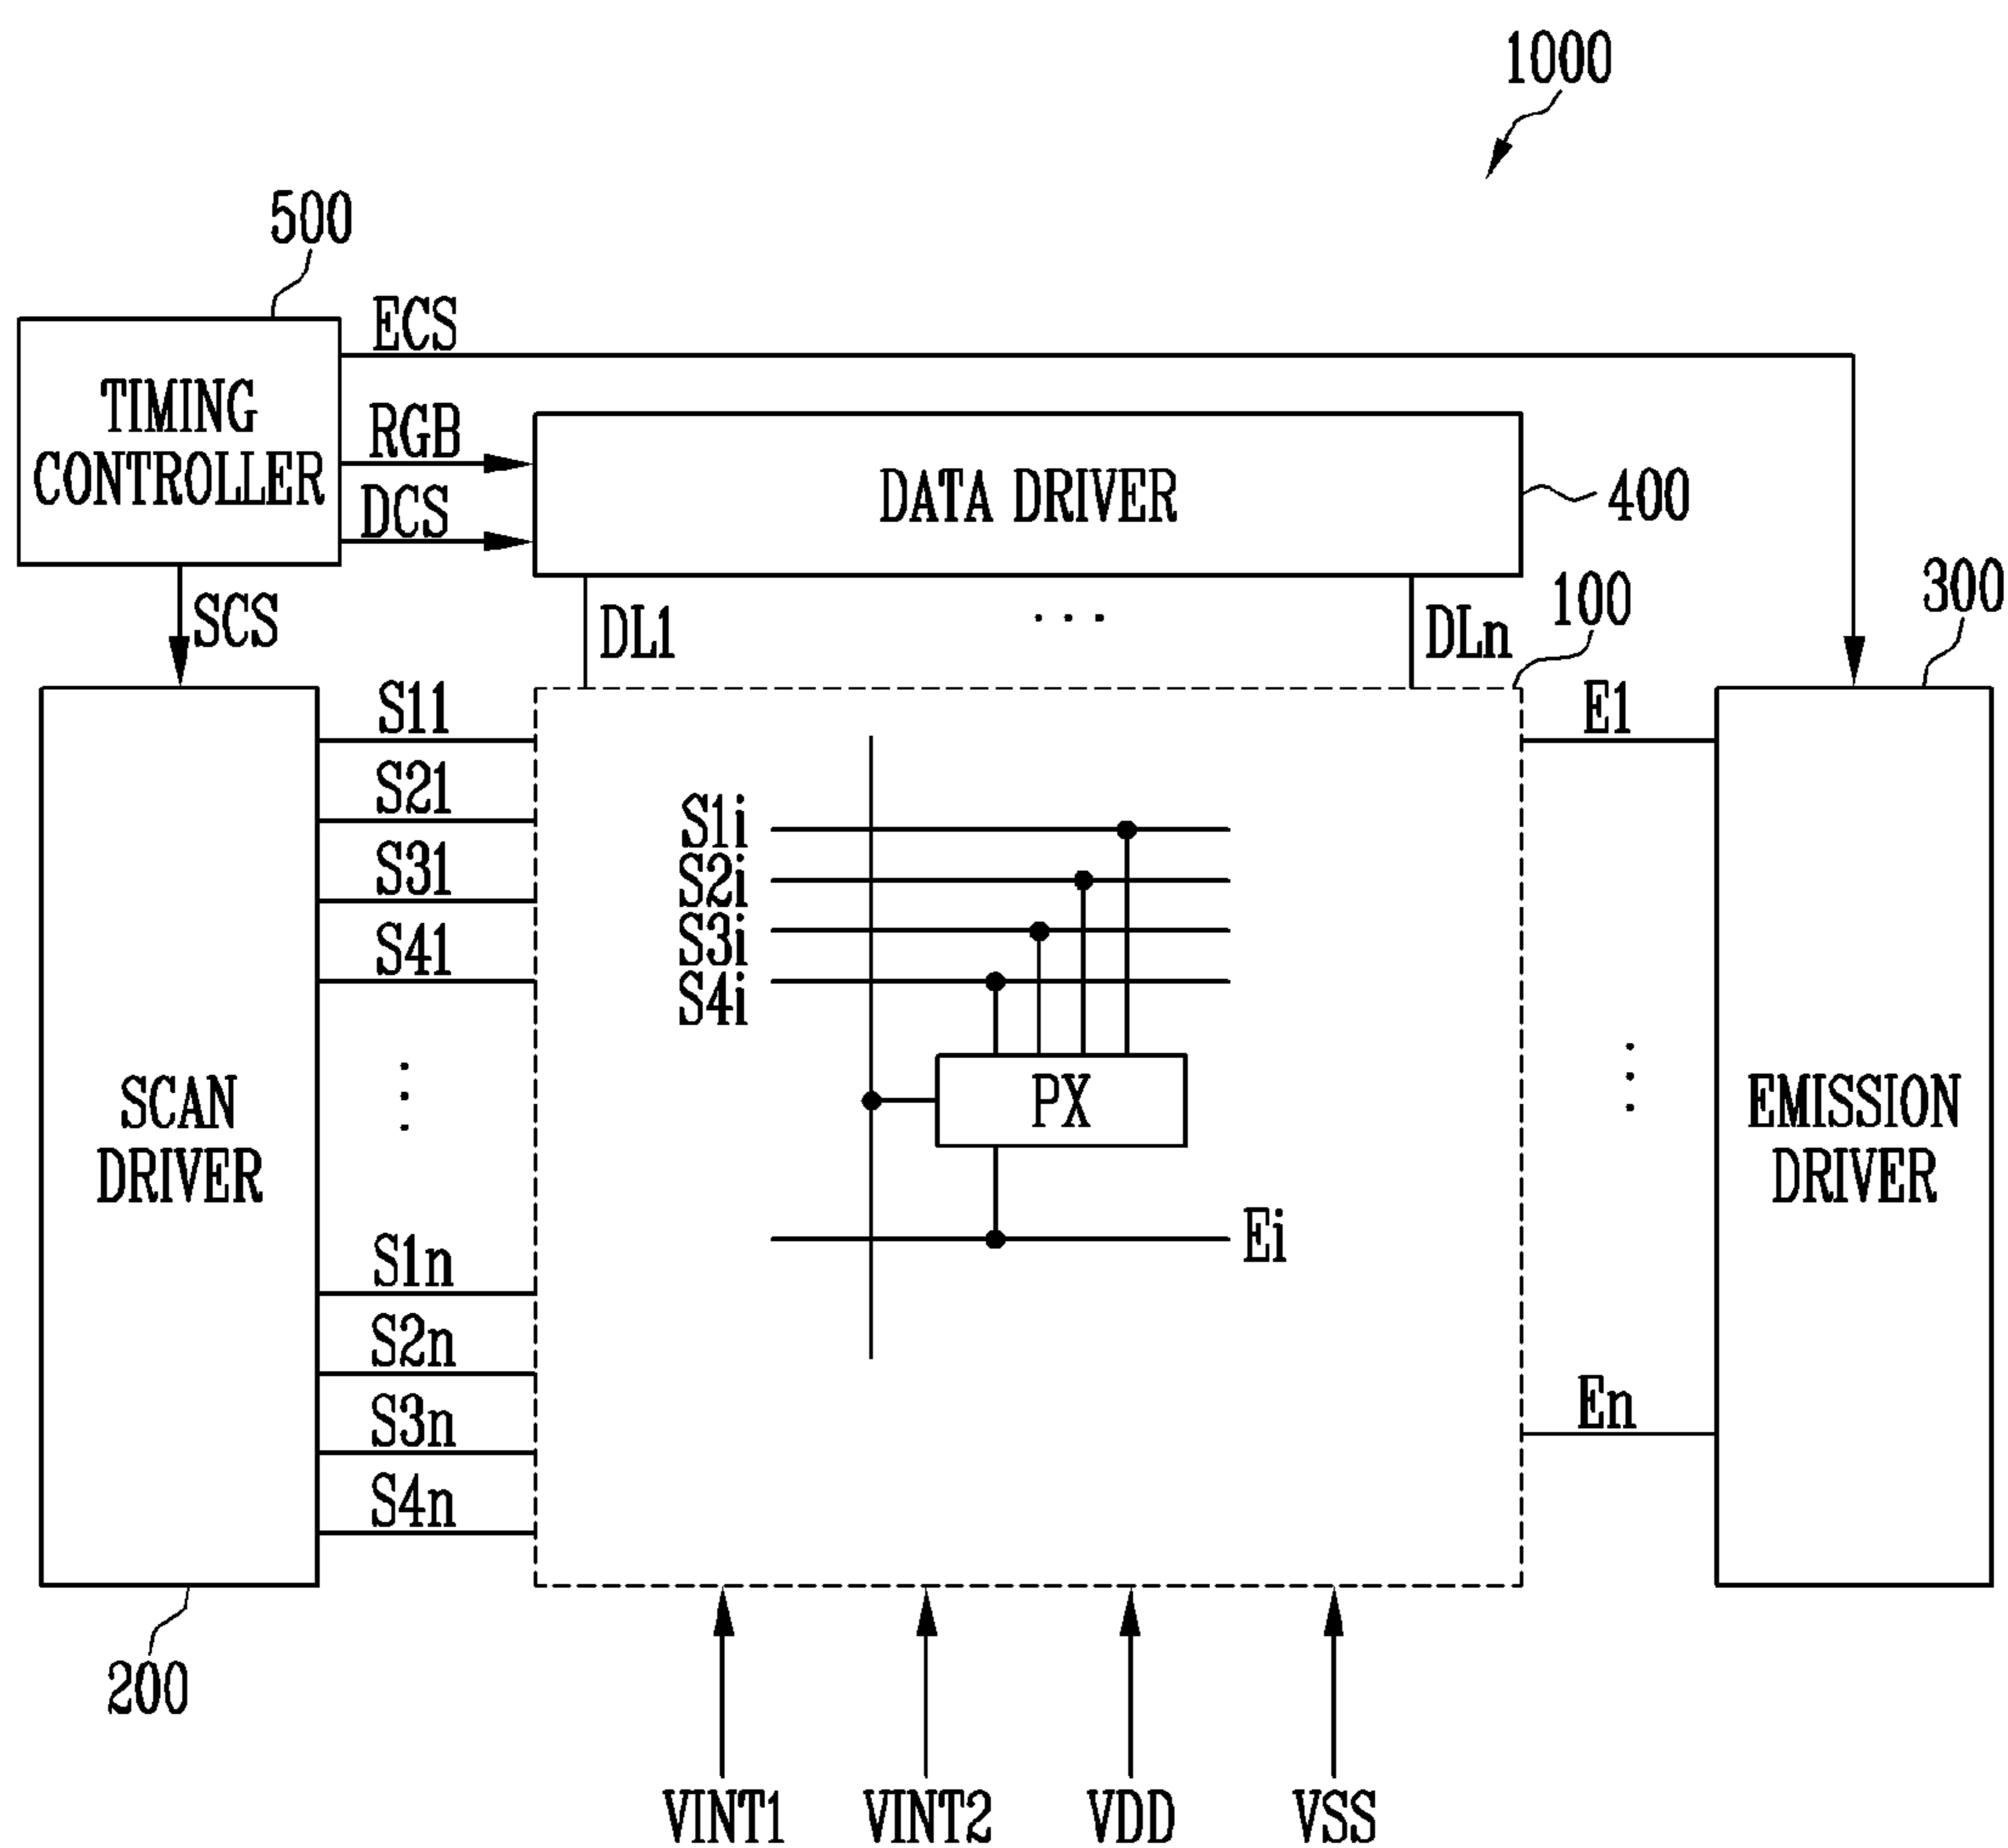 1000
500
ECS
TIMING
CONTROLLER
RGB
DCS
DATA DRIVER
400
SCS
DL1
...
DLn
100
300
S11
S21
S31
S41
S1n
S2n
S3n
S4n
SCAN
DRIVER
200
S1i
S2i
S3i
S4i
PX
Ei
E1
En
EMISSION
DRIVER
VINT1
VINT2
VDD
VSS